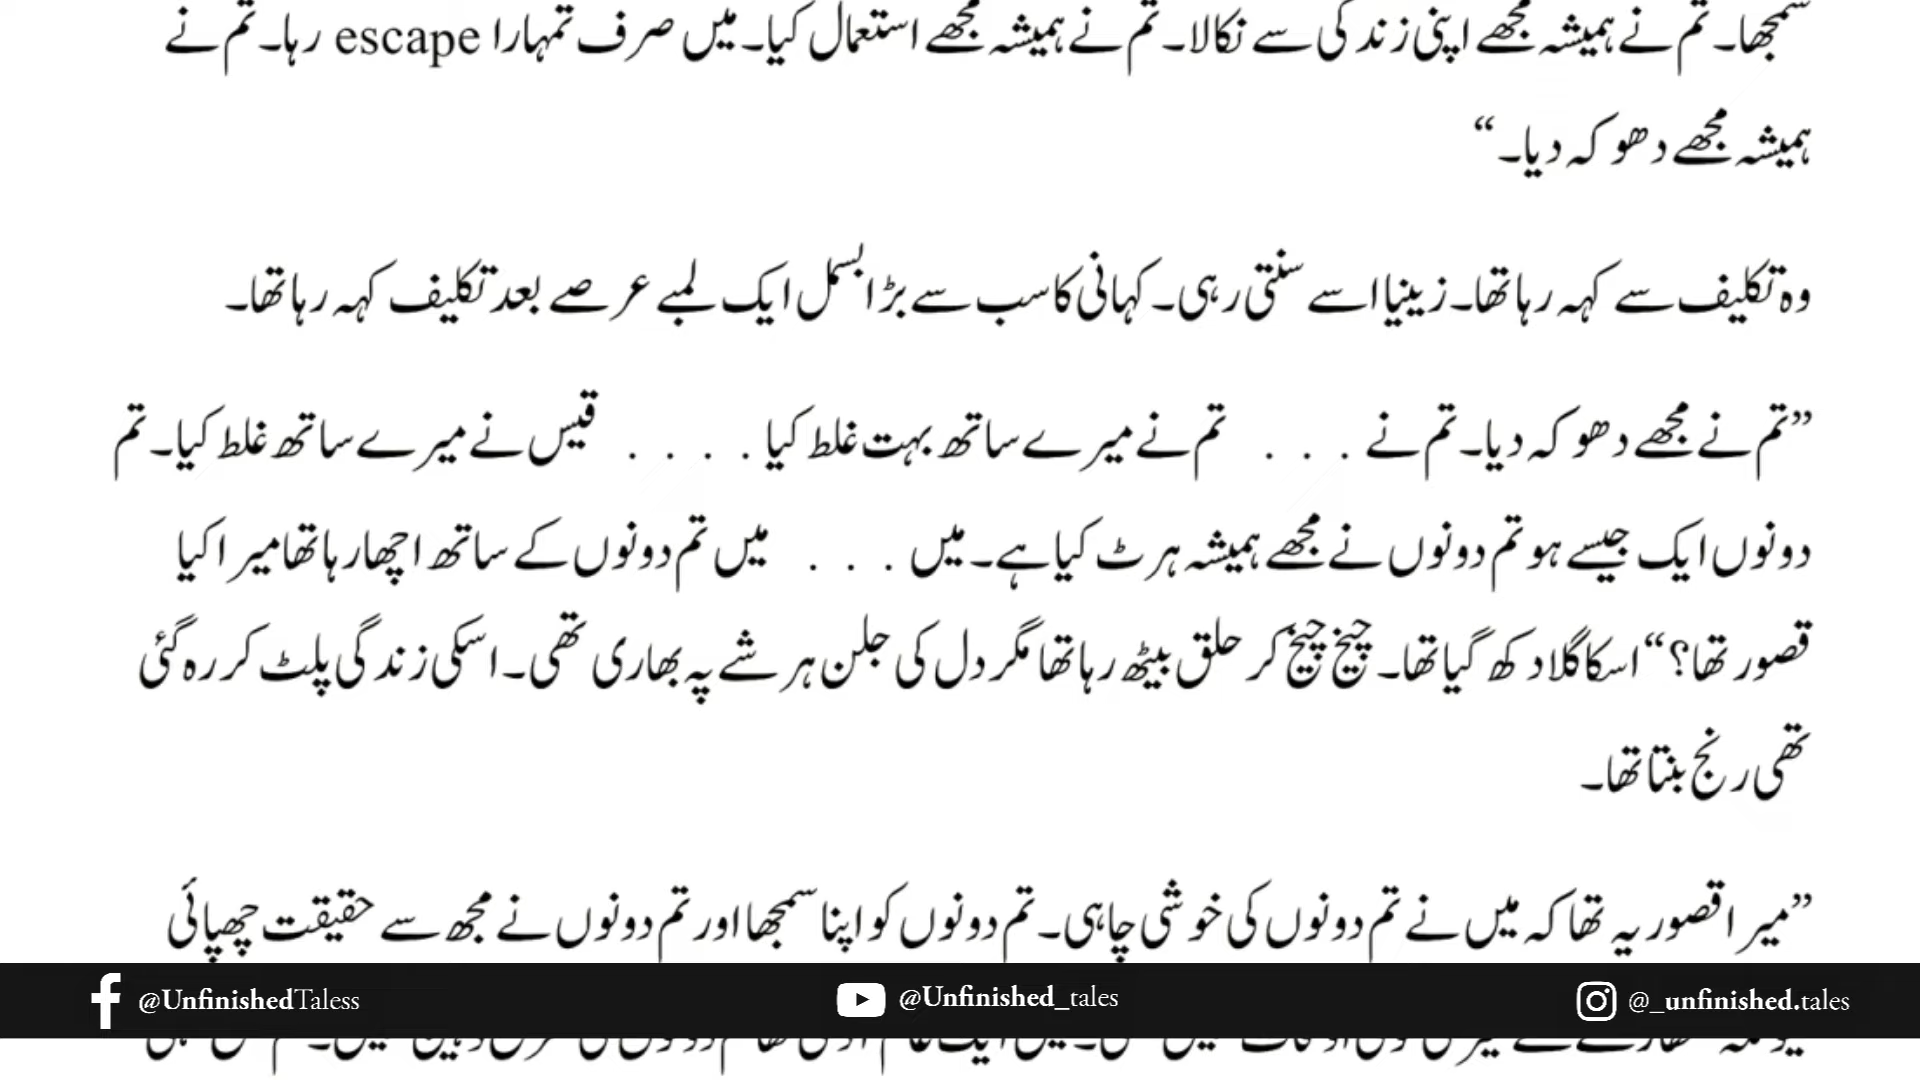 سمجھا۔ تم نے ہمیشہ مجھے اپنی زندگی سے نکالا۔ تم نے ہمیشہ مجھے استعمال کیا۔ میں صرف تمہارا escape رہا۔ تم نے
ہمیشہ مجھے دھوکہ دیا۔“
وہ تکلیف سے کہہ رہا تھا۔ زینیا اسے سنتی رہی۔ کہانی کا سب سے بڑا بسمل ایک لمبے عرصے بعد تکلیف کہہ رہا تھا۔
”تم نے مجھے دھوکہ دیا۔ تم نے . . . تم نے میرے ساتھ بہت غلط کیا . . . . قیس نے میرے ساتھ غلط کیا۔ تم
دونوں ایک جیسے ہو تم دونوں نے مجھے ہمیشہ ہرٹ کیا ہے۔ میں . . . میں تم دونوں کے ساتھ اچھا رہا تھا میرا کیا
قصور تھا؟“ اسکا گلا دکھ گیا تھا۔ چیخ چیخ کر حلق بیٹھ رہا تھا مگر دل کی جلن ہر شے پہ بھاری تھی۔ اسکی زندگی پلٹ کر رہ گئی
تھی رنج بنتا تھا۔
”میرا قصور یہ تھا کہ میں نے تم دونوں کی خوشی چاہی۔ تم دونوں کو اپنا سمجھا اور تم دونوں نے مجھ سے حقیقت چھپائی
@UnfinishedTaless @Unfinished_tales @_unfinished.tales